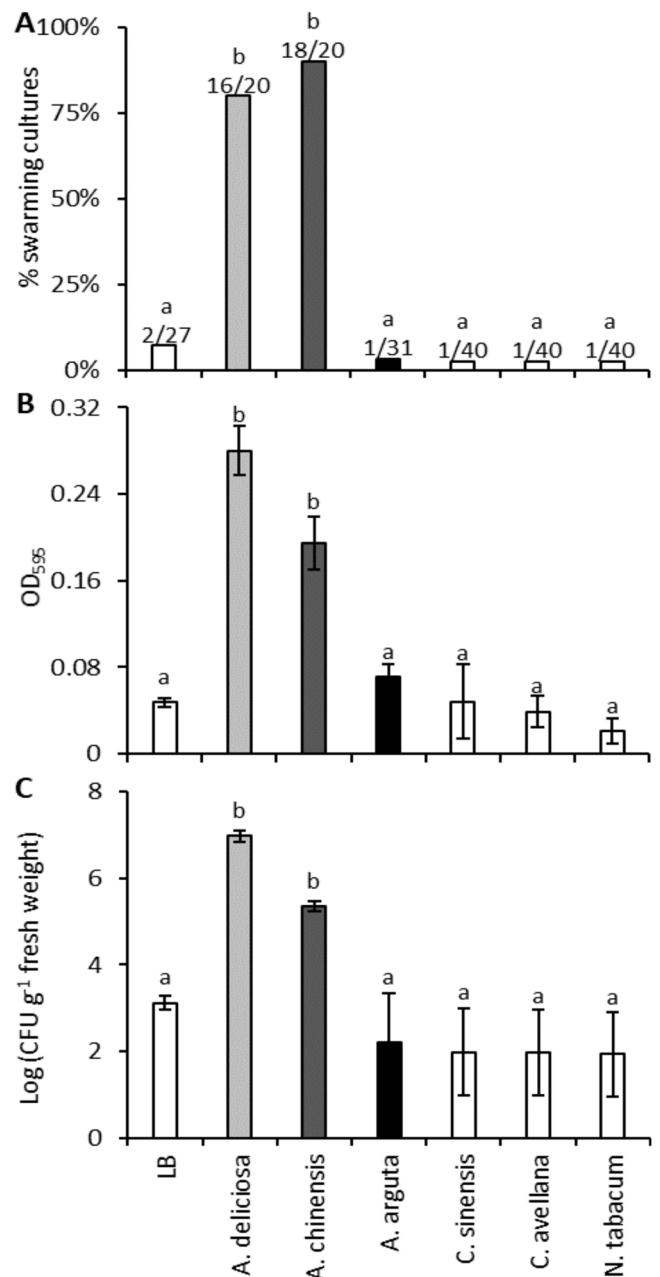 A
% swarming cultures
100%
75%
50%
25%
0%
a
2/27
b
16/20
b
18/20
a
1/31
a
1/40
a
1/40
a
1/40
B
OD595
0.32
0.24
0.16
0.08
0
a
b
b
a
a
a
a
C
Log (CFU g-1 fresh weight)
8
6
4
2
0
a
b
b
a
a
a
a
LB
A. deliciosa
A. chinensis
A. arguta
C. sinensis
C. avellana
N. tabacum